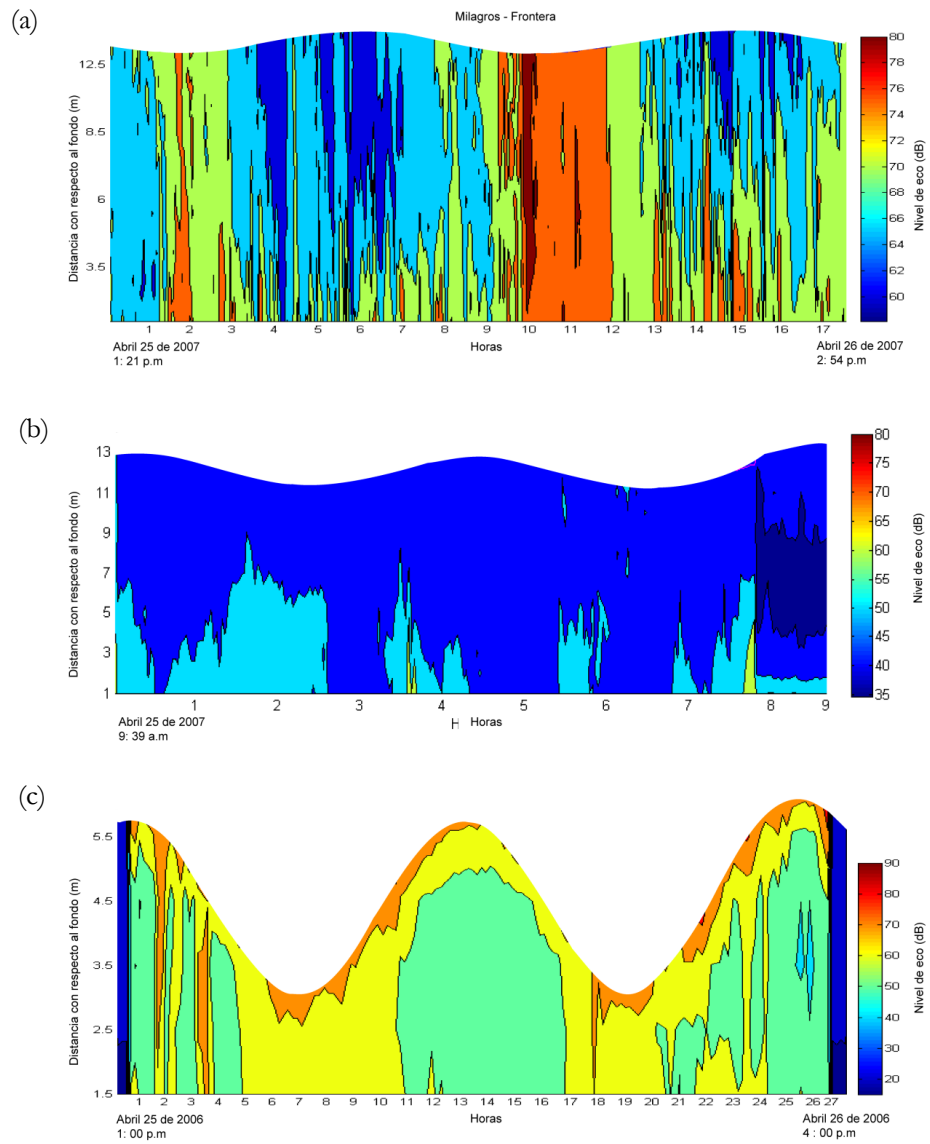 (a)
Milagros - Frontera
Distancia con respecto al fondo (m)
12.5
8.5
6
3.5
1 2 3 4 5 6 7 8 9 10 11 12 13 14 15 16 17
Horas
Abril 25 de 2007
1: 21 p.m
Abril 26 de 2007
2: 54 p.m
80
78
76
74
72
70
68
66
64
62
60
Nivel de eco (dB)
(b)
Distancia con respecto al fondo (m)
13
11
9
7
5
3
1
1 2 3 4 5 6 7 8 9
H Horas
Abril 25 de 2007
9: 39 a.m
80
75
70
65
60
55
50
45
40
35
Nivel de eco (dB)
(c)
Distancia con respecto al fondo (m)
5.5
4.5
3.5
2.5
1.5
1 2 3 4 5 6 7 8 9 10 11 12 13 14 15 16 17 18 19 20 21 22 23 24 25 26 27
Horas
Abril 25 de 2006
1: 00 p.m
Abril 26 de 2006
4 : 00 p.m
90
80
70
60
50
40
30
20
Nivel de eco (dB)